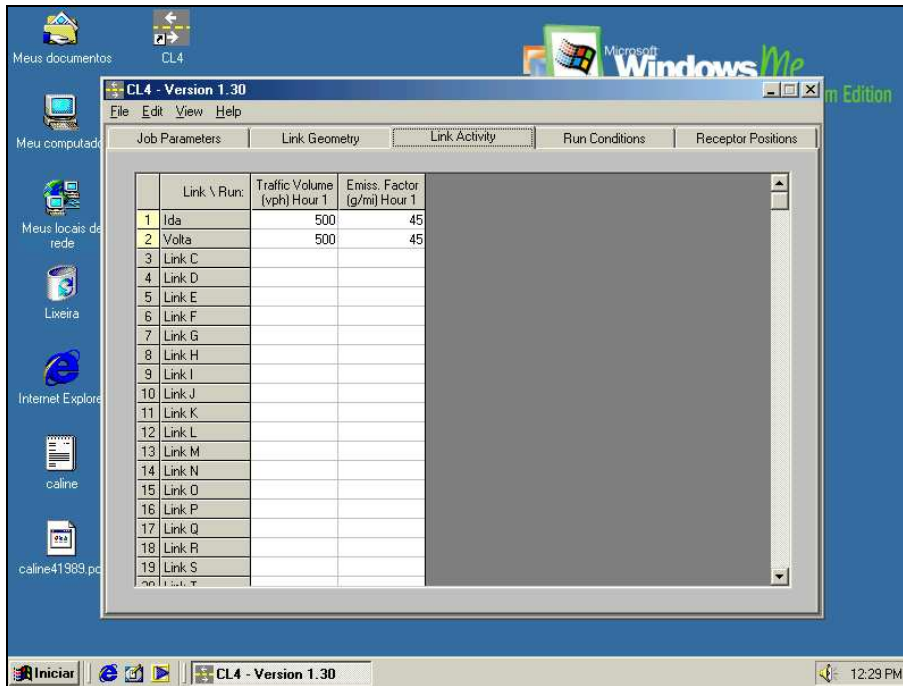 Meus documentos
CL4
Microsoft
Windows Me
m Edition
Meu computado
Meus locais de rede
Lixeira
Internet Explore
caline
caline41989.pd
CL4 - Version 1.30
File Edit View Help
Job Parameters Link Geometry Link Activity Run Conditions Receptor Positions
Link \ Run: Traffic Volume (vph) Hour 1 Emiss. Factor (g/mi) Hour 1
1 Ida 500 45
2 Volta 500 45
3 Link C
4 Link D
5 Link E
6 Link F
7 Link G
8 Link H
9 Link I
10 Link J
11 Link K
12 Link L
13 Link M
14 Link N
15 Link O
16 Link P
17 Link Q
18 Link R
19 Link S
20 Link T
Iniciar
CL4 - Version 1.30
12:29 PM